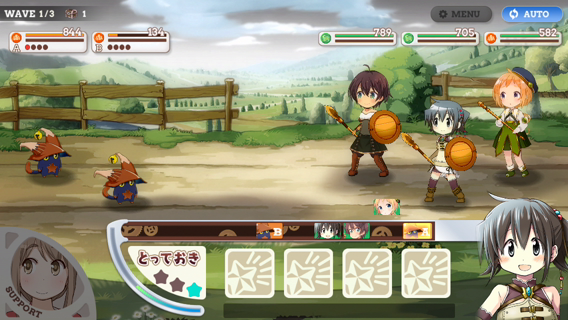 WAVE 1/3 1
MENU
AUTO
844
134
789
705
582
A
B
B
A
とっておき
SUPPORT